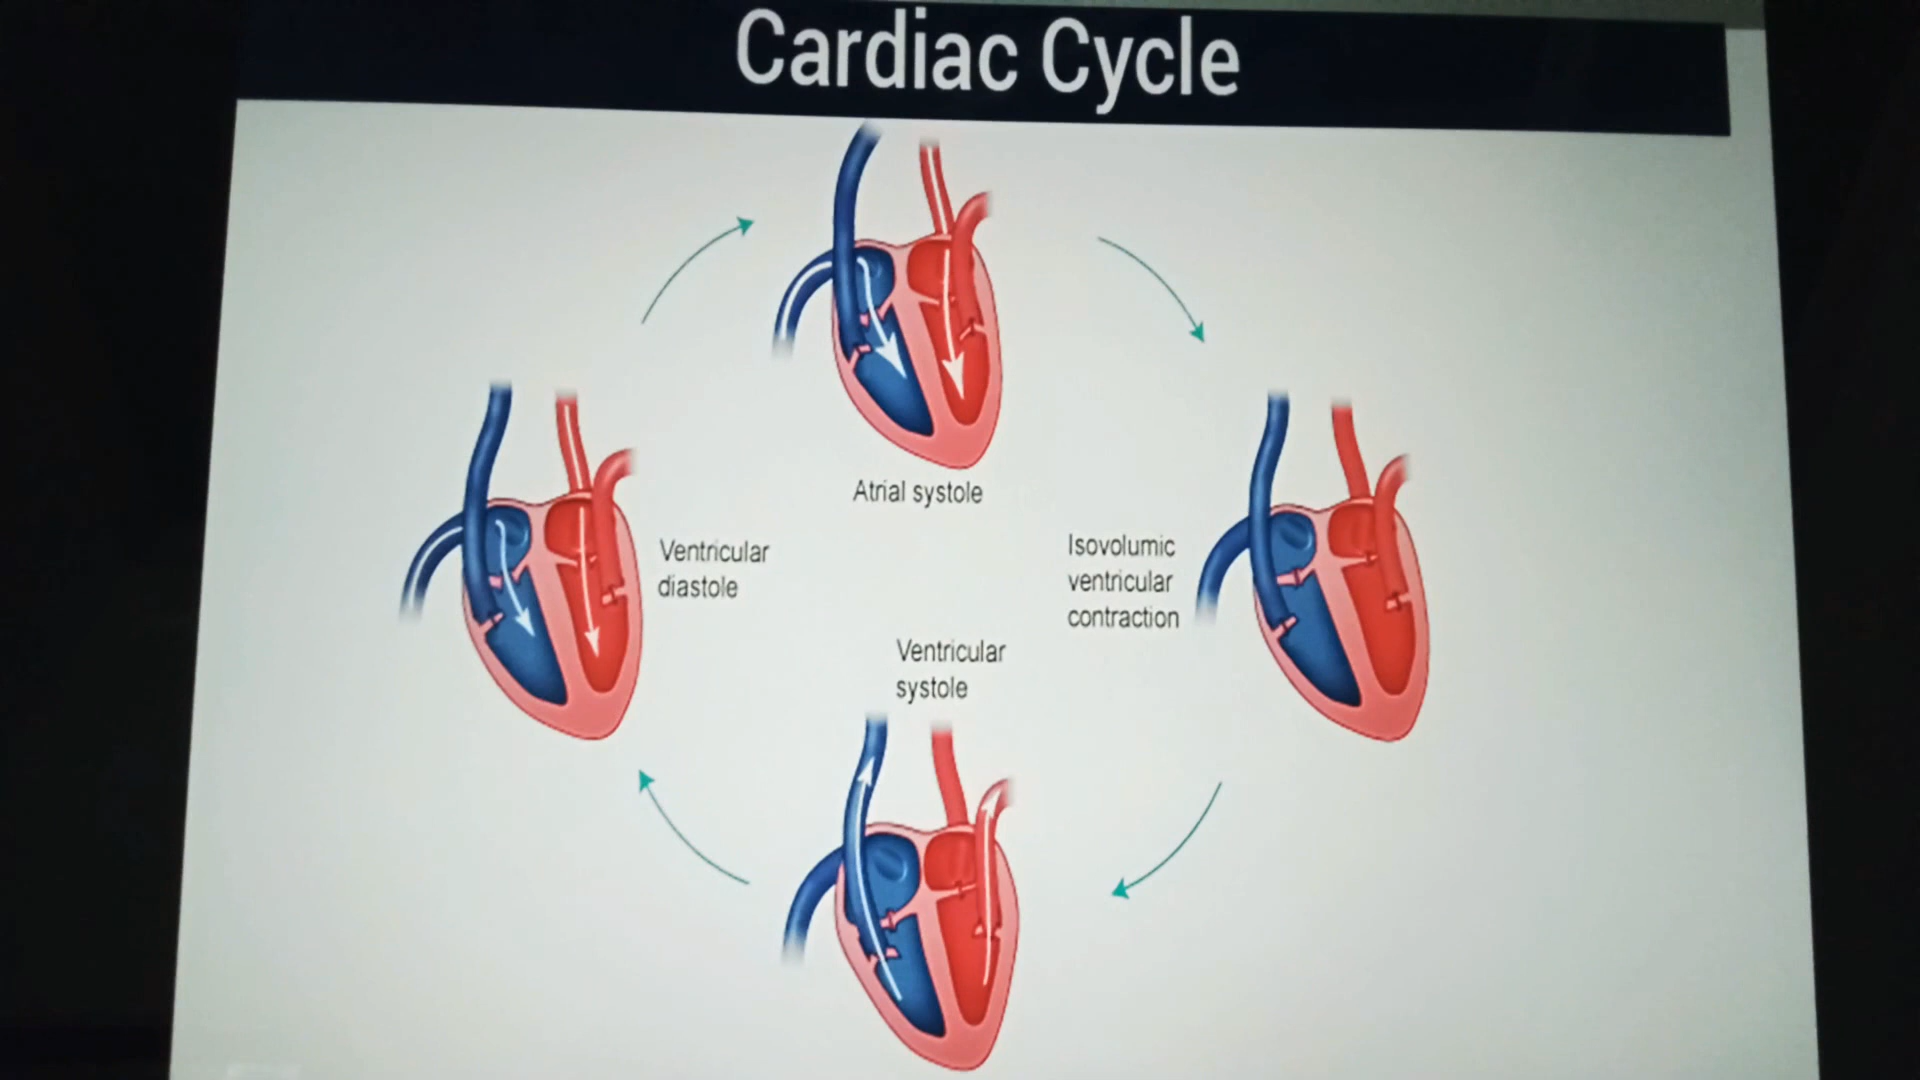 Cardiac Cycle
Atrial systole
Ventricular
diastole
Isovolumic
ventricular
contraction
Ventricular
systole